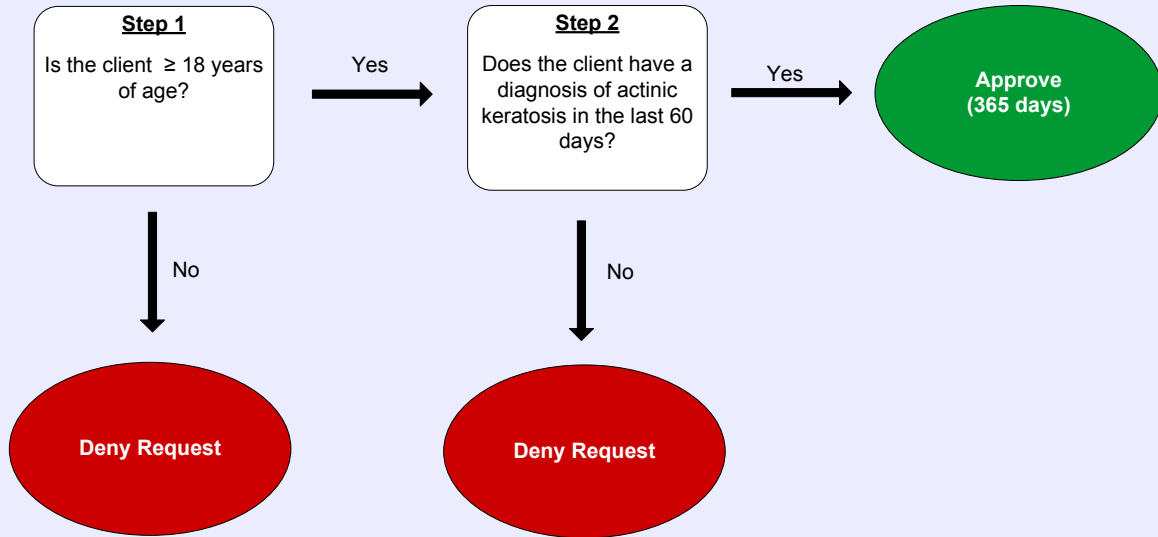 Step 1
Is the client ≥ 18 years
of age?
Yes
Step 2
Does the client have a
diagnosis of actinic
keratosis in the last 60
days?
Yes
Approve
(365 days)
No
No
Deny Request
Deny Request